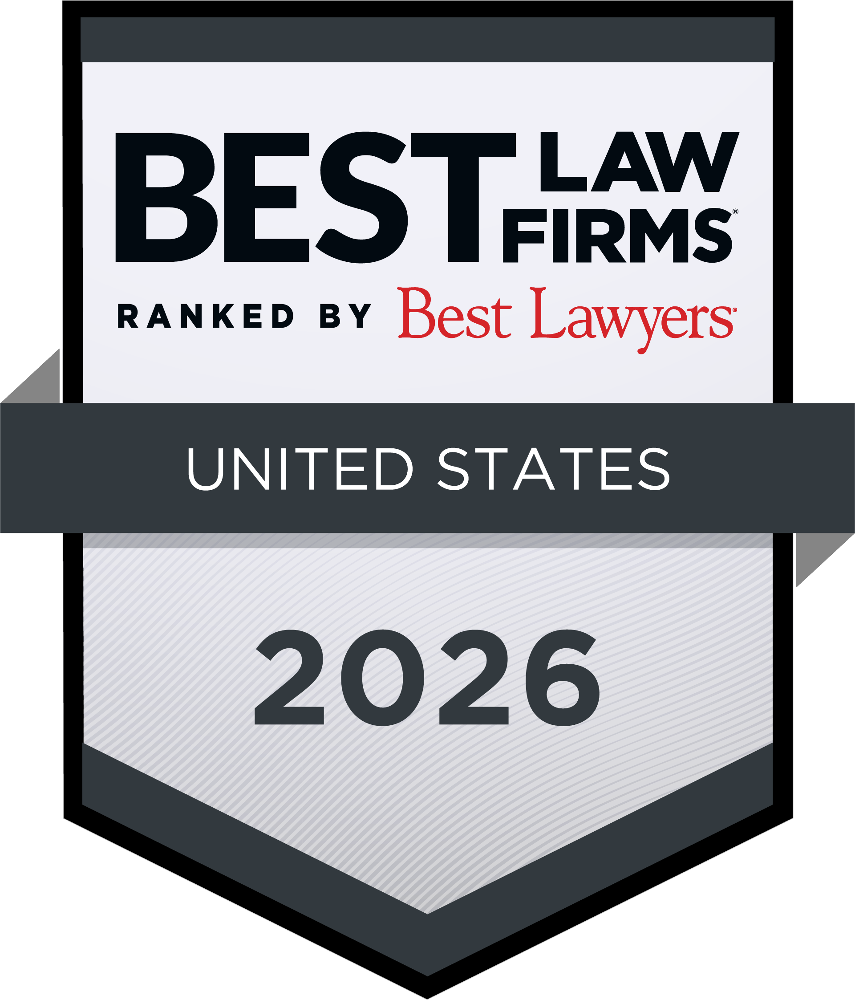 BEST LAW
FIRMS®
RANKED BY Best Lawyers®
UNITED STATES
2026